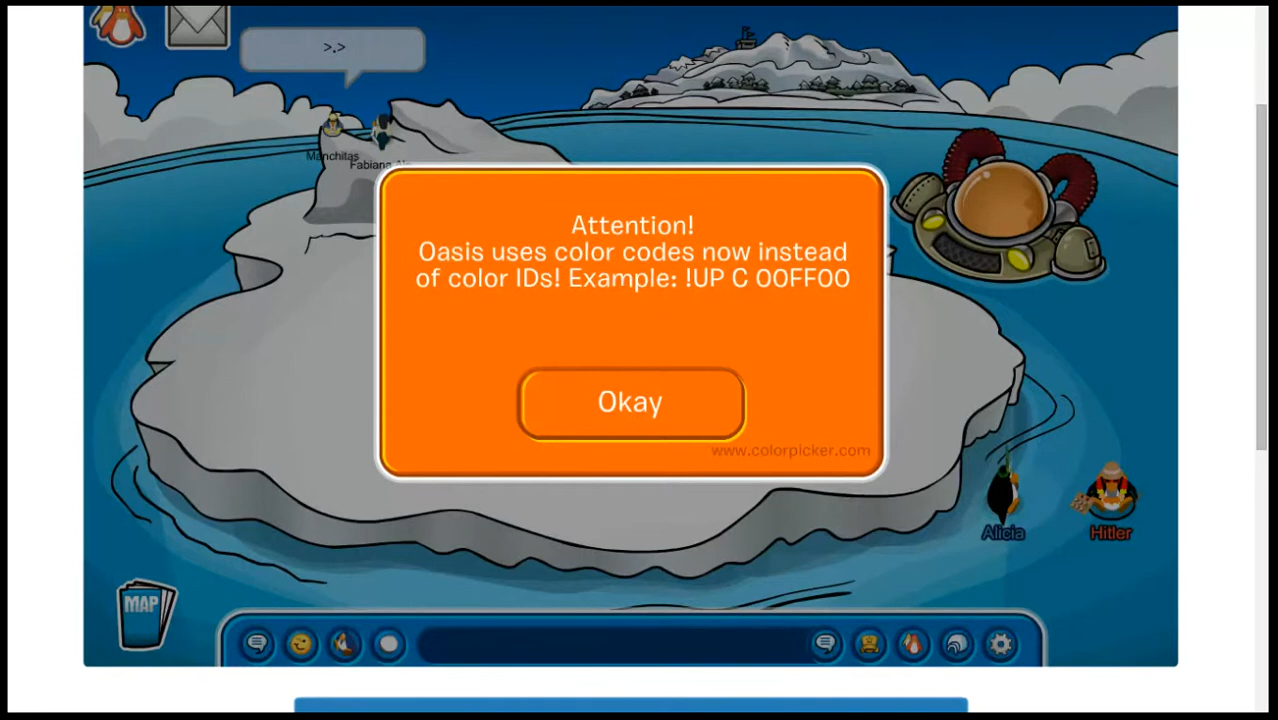 >.>
Manchitas
Fabiana
Attention!
Oasis uses color codes now instead
of color IDs! Example: !UP C 00FF00
Okay
www.colorpicker.com
Alicia
Hitler
MAP